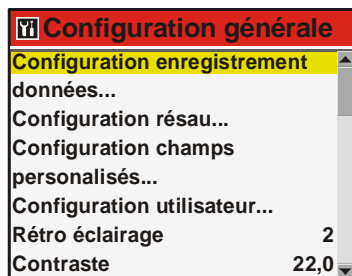 Configuration générale
Configuration enregistrement
données...
Configuration résau...
Configuration champs
personalisés...
Configuration utilisateur...
Rétro éclairage 2
Contraste 22,0